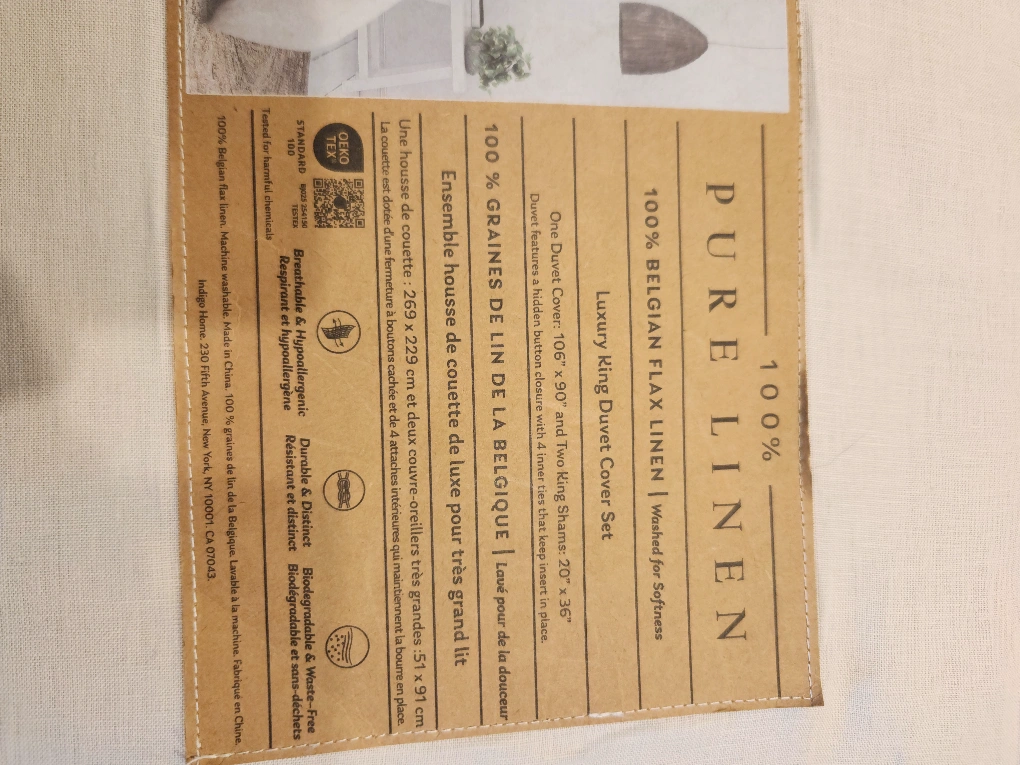 100%
PURE LINEN
100% BELGIAN FLAX LINEN | Washed for Softness
Luxury King Duvet Cover Set
One Duvet Cover: 106" x 90" and Two King Shams: 20" x 36"
Duvet features a hidden button closure with 4 inner ties that keep insert in place.
100 % GRAINES DE LIN DE LA BELGIQUE | Lavé pour de la douceur
Ensemble housse de couette de luxe pour très grand lit
Une housse de couette : 269 x 229 cm et deux couvre-oreillers très grandes :51 x 91 cm
La couette est dotée d'une fermeture à boutons cachée et de 4 attaches intérieures qui maintiennent la bourre en place.
OEKO
TEX®
STANDARD
100
TESTEX
Tested for harmful chemicals
Breathable & Hypoallergenic
Respirant et hypoallergène
Durable & Distinct
Résistant et distinct
Biodegradable & Waste-Free
Biodégradable et sans-déchets
100% Belgian flax linen. Machine washable. Made in China. 100 % graines de lin de la Belgique. Lavable à la machine. Fabriqué en Chine.
Indigo Home. 230 Fifth Avenue, New York, NY 10001. CA 07043.